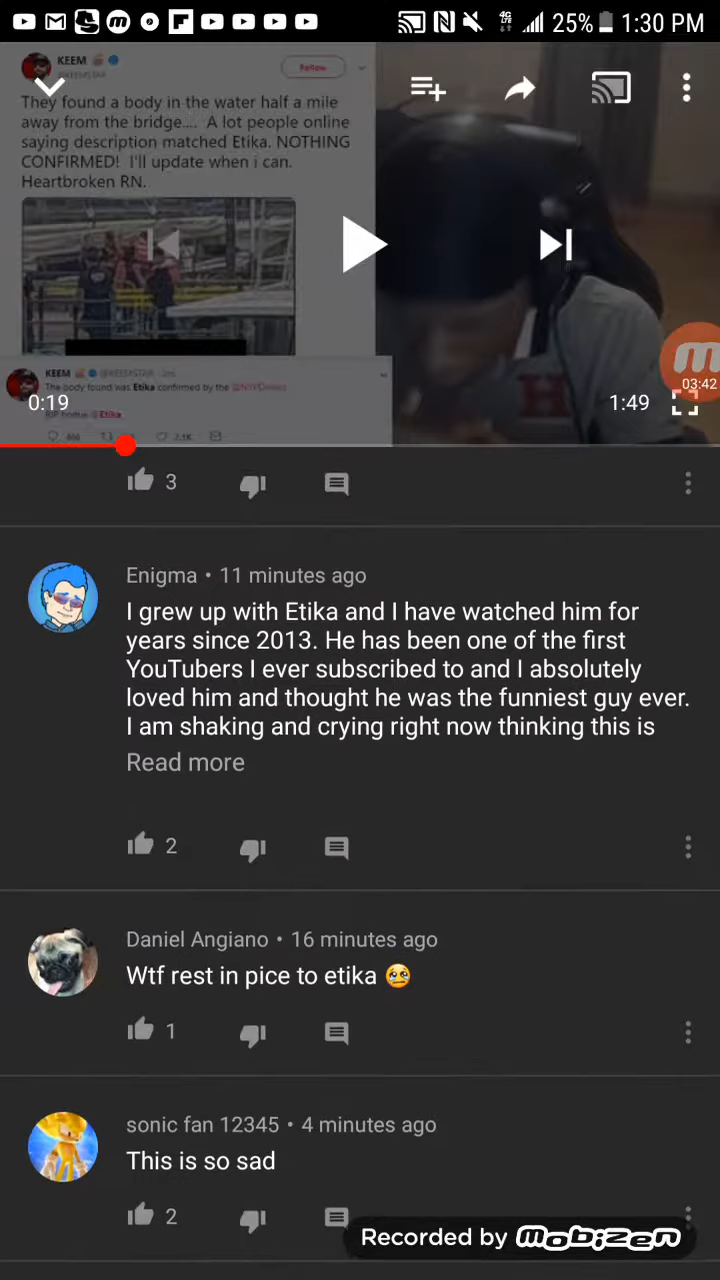 25% 1:30 PM
KEEM
Follow
They found a body in the water half a mile
away from the bridge.... A lot people online
saying description matched Etika. NOTHING
CONFIRMED! I'll update when i can.
Heartbroken RN.
KEEM @KEEMSTAR
The body found was Etika confirmed by the
03:42
0:19
1:49
3
Enigma • 11 minutes ago
I grew up with Etika and I have watched him for
years since 2013. He has been one of the first
YouTubers I ever subscribed to and I absolutely
loved him and thought he was the funniest guy ever.
I am shaking and crying right now thinking this is
Read more
2
Daniel Angiano • 16 minutes ago
Wtf rest in pice to etika 😢
1
sonic fan 12345 • 4 minutes ago
This is so sad
2
Recorded by mobizen